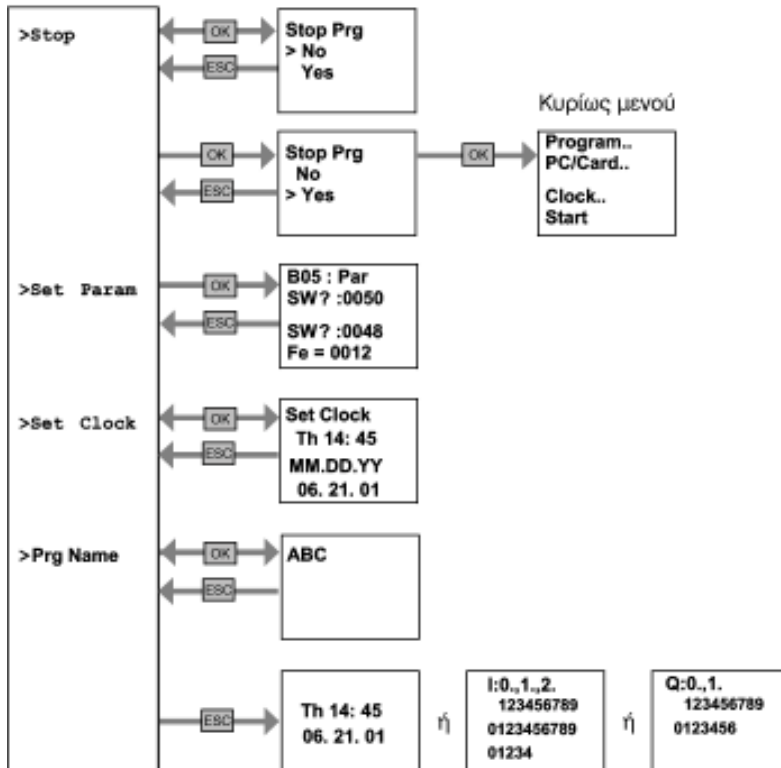 >Stop
OK
ESC
Stop Prg
> No
Yes
Κυρίως μενού
OK
ESC
Stop Prg
No
> Yes
OK
Program..
PC/Card..
Clock..
Start
>Set Param
OK
ESC
B05 : Par
SW? :0050
SW? :0048
Fe = 0012
>Set Clock
OK
ESC
Set Clock
Th 14: 45
MM.DD.YY
06. 21. 01
>Prg Name
OK
ESC
ABC
ESC
Th 14: 45
06. 21. 01
ή
I:0.,1.,2.
123456789
0123456789
01234
ή
Q:0.,1.
123456789
0123456